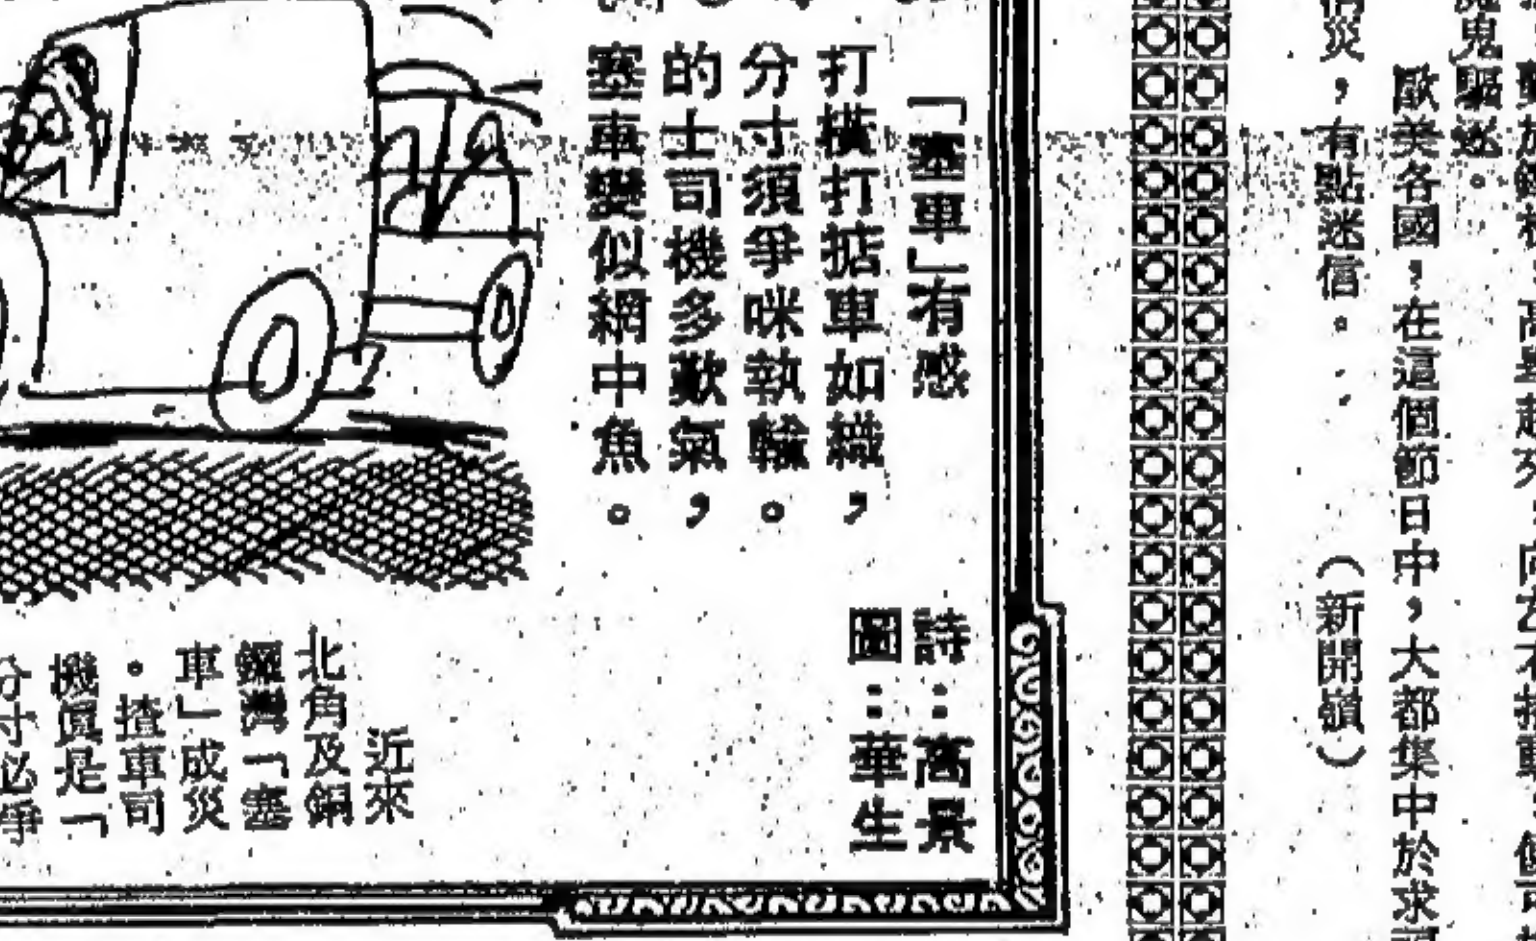 魔鬼驅逐。
歐美各國，在這個節日中，大都集中於求
消災，有點迷信。
（新開嶺）
「塞車」有感
詩：高景
圖：華生
打橫打掂車如織，
分寸須爭咪執輸。
的士司機多歎氣，
塞車變似網中魚。
近來
北角及銅
鑼灣「塞
車」成災
。揸車司
機眞是「
分寸必爭